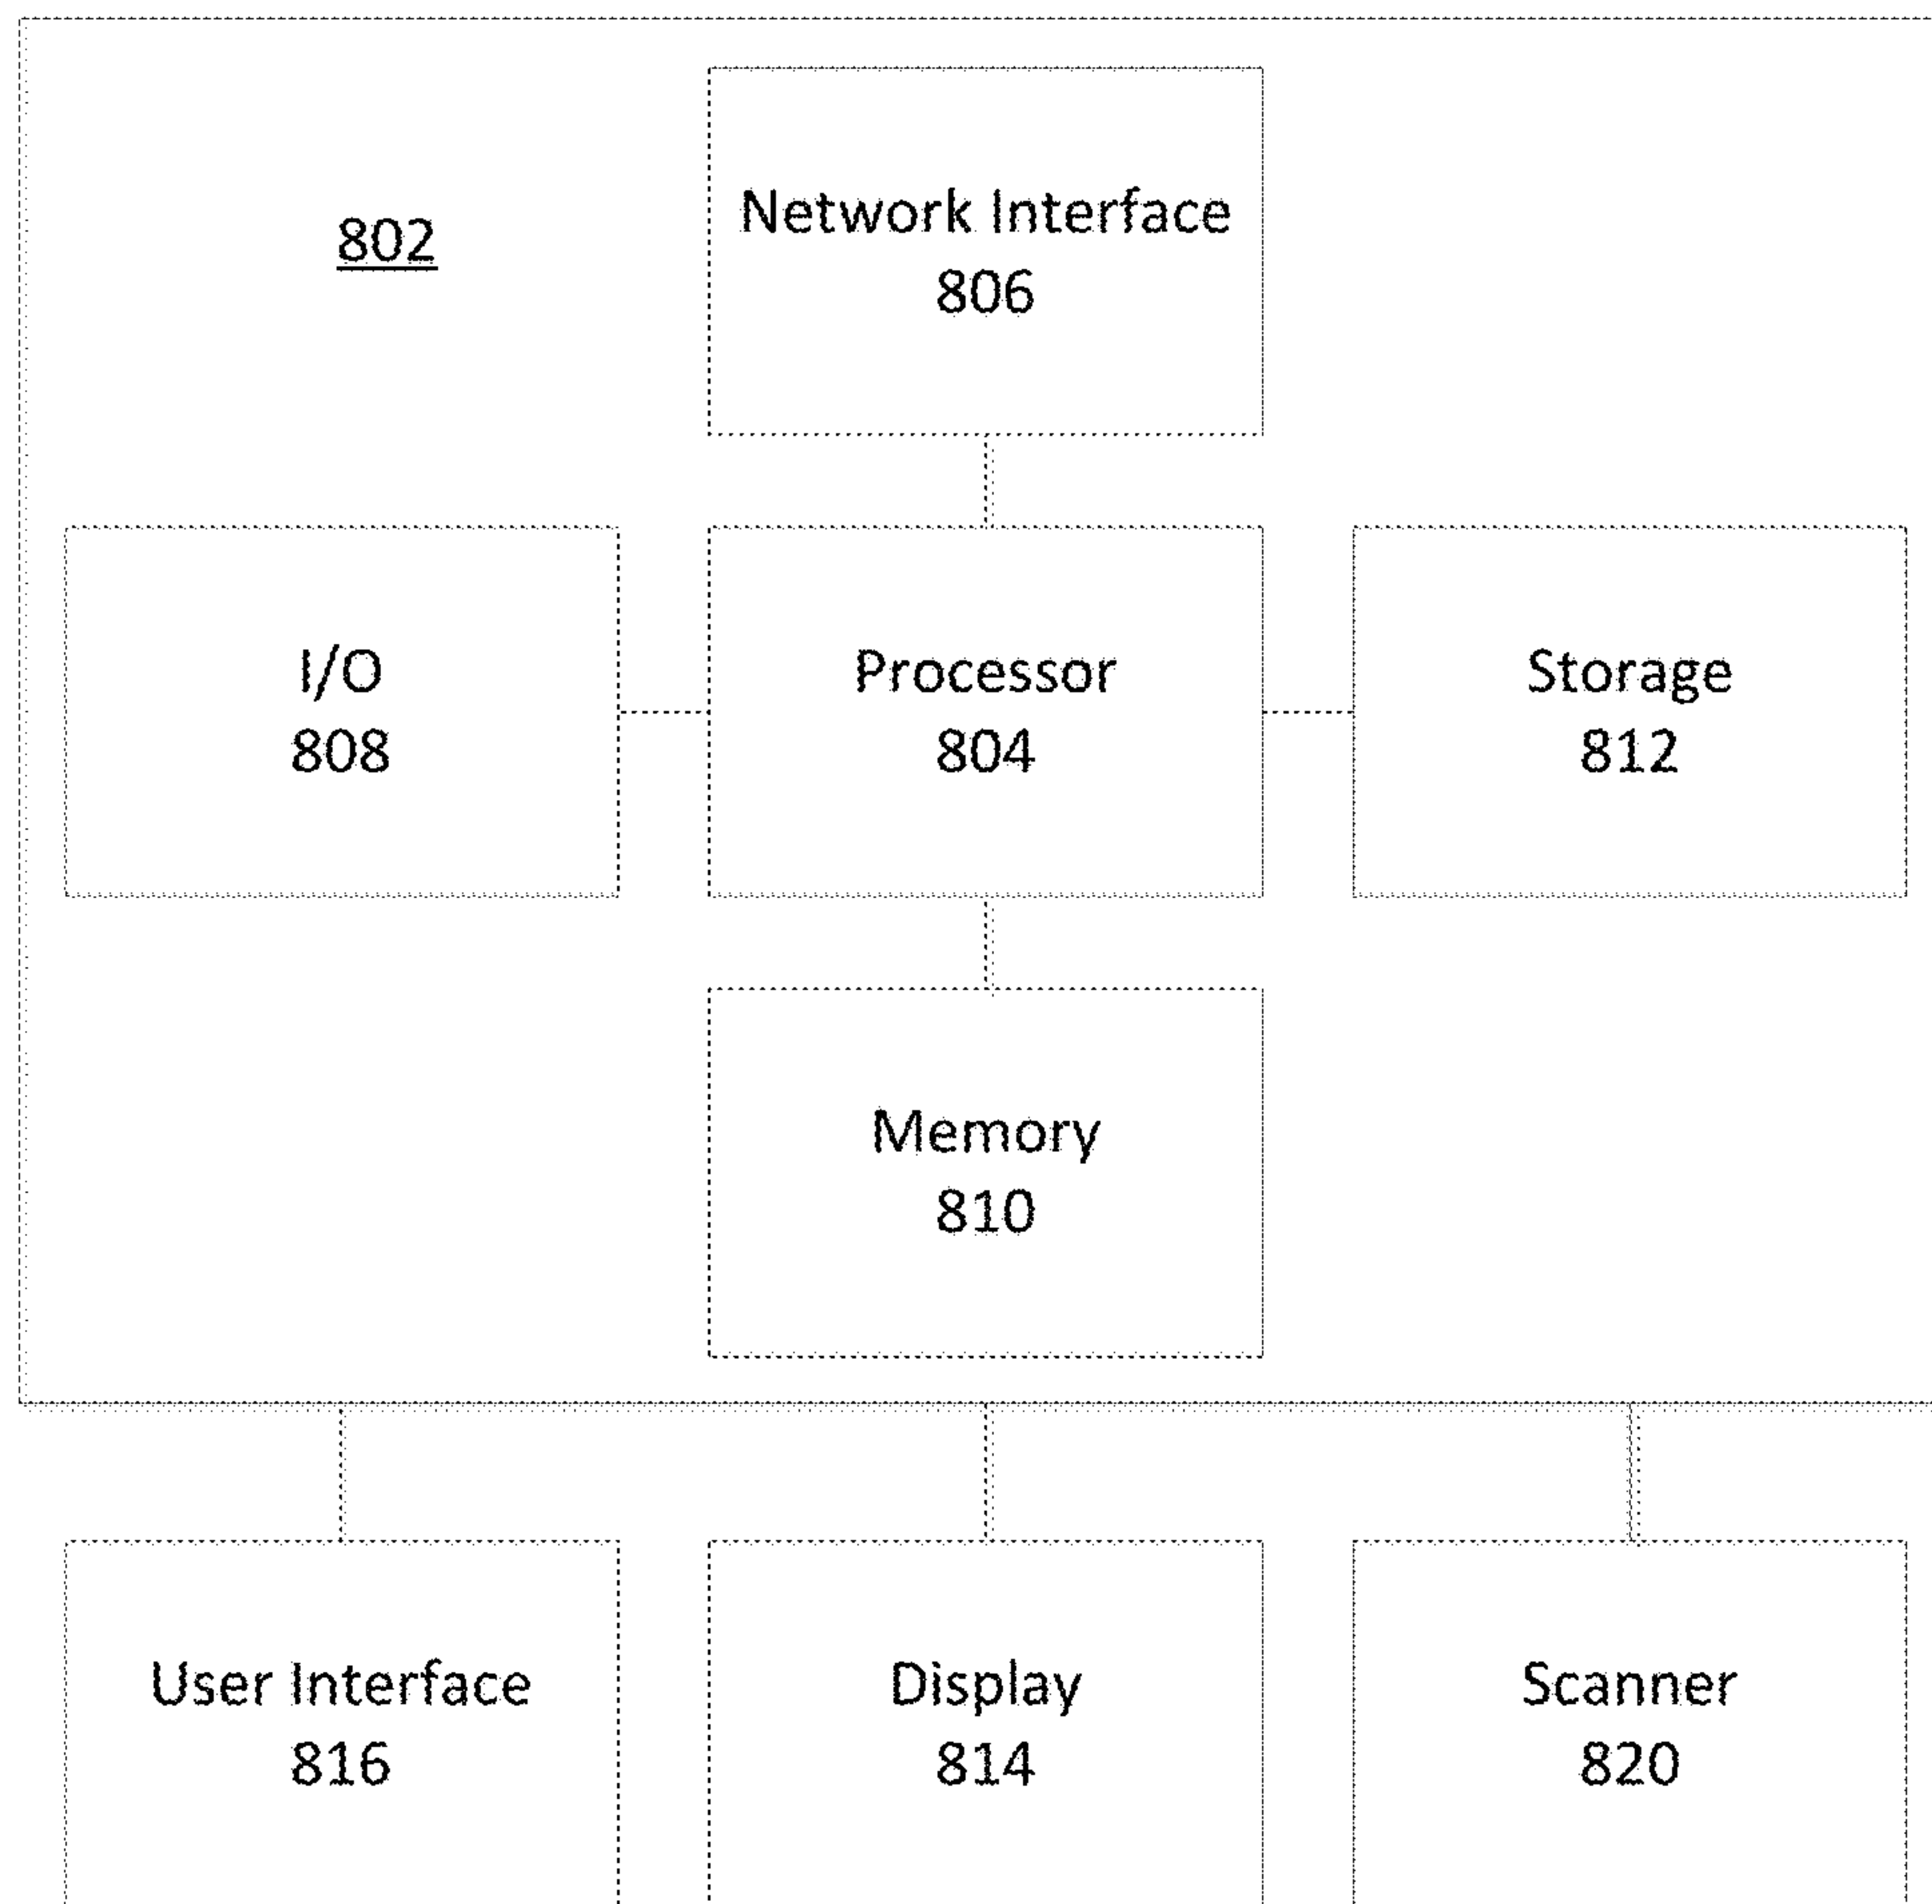 802
Network Interface
806
I/O
808
Processor
804
Storage
812
Memory
810
User Interface
816
Display
814
Scanner
820